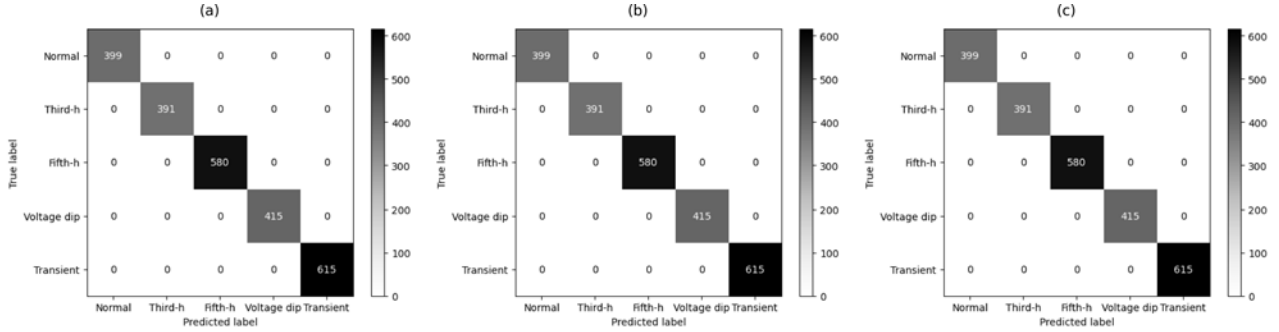 (a)
600
Normal 399 0 0 0 0
500
Third-h 0 391 0 0 0
400
True label
Fifth-h 0 0 580 0 0
300
200
Voltage dip 0 0 0 415 0
100
Transient 0 0 0 0 615
0
Normal Third-h Fifth-h Voltage dip Transient
Predicted label
(b)
600
Normal 399 0 0 0 0
500
Third-h 0 391 0 0 0
400
True label
Fifth-h 0 0 580 0 0
300
200
Voltage dip 0 0 0 415 0
100
Transient 0 0 0 0 615
0
Normal Third-h Fifth-h Voltage dip Transient
Predicted label
(c)
600
Normal 399 0 0 0 0
500
Third-h 0 391 0 0 0
400
True label
Fifth-h 0 0 580 0 0
300
200
Voltage dip 0 0 0 415 0
100
Transient 0 0 0 0 615
0
Normal Third-h Fifth-h Voltage dip Transient
Predicted label